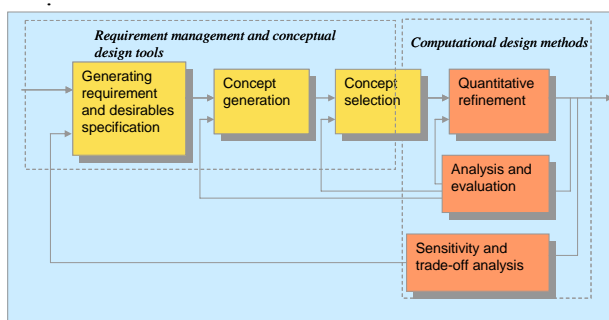 Requirement management and conceptual
design tools
Computational design methods
Generating
requirement
and desirables
specification
Concept
generation
Concept
selection
Quantitative
refinement
Analysis and
evaluation
Sensitivity and
trade-off analysis